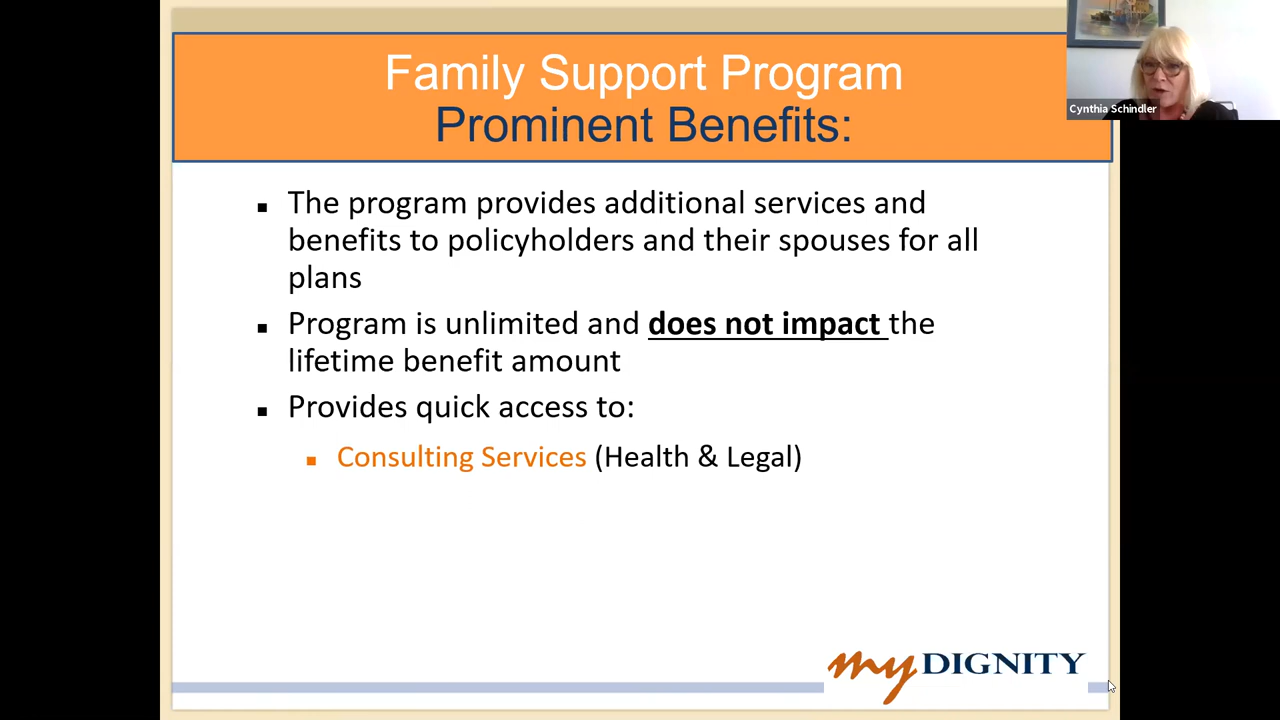 Family Support Program
Prominent Benefits:
Cynthia Schindler
The program provides additional services and
benefits to policyholders and their spouses for all
plans
Program is unlimited and does not impact the
lifetime benefit amount
Provides quick access to:
Consulting Services (Health & Legal)
my DIGNITY